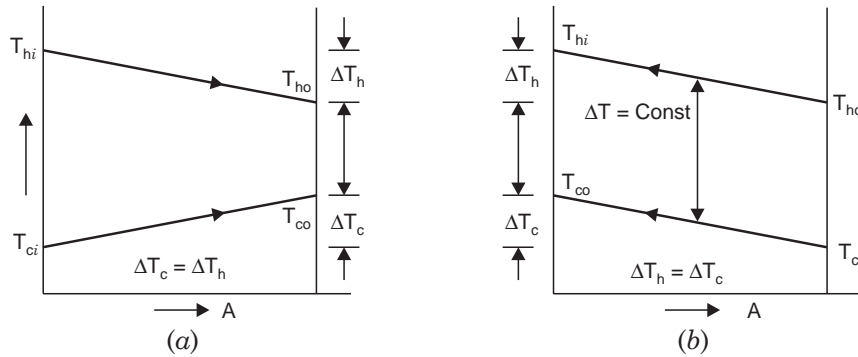 T_hi
T_ho
ΔT_h
T_ci
T_co
ΔT_c
ΔT_c = ΔT_h
A
(a)
T_hi
ΔT_h
T_ho
ΔT = Const
T_co
ΔT_c
T_c
ΔT_h = ΔT_c
A
(b)